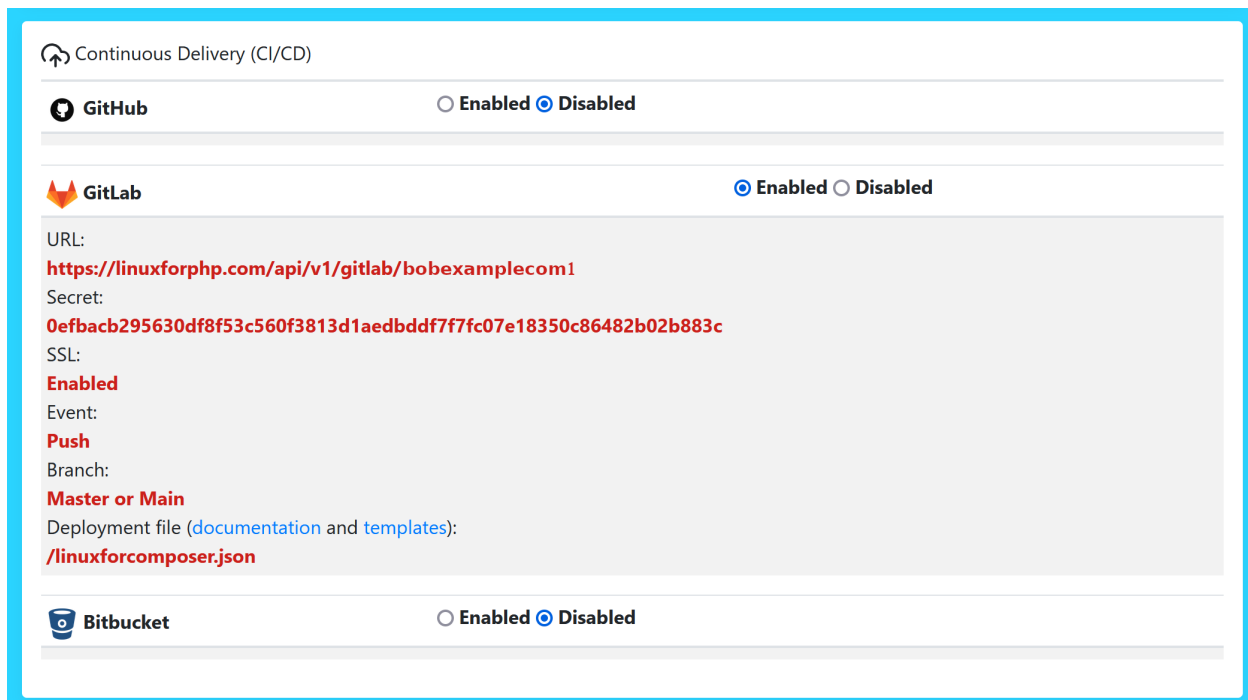 Continuous Delivery (CI/CD)
GitHub Enabled Disabled
GitLab Enabled Disabled
URL:
https://linuxforphp.com/api/v1/gitlab/bobexamplecom1
Secret:
0efbacb295630df8f53c560f3813d1aedbddf7f7fc07e18350c86482b02b883c
SSL:
Enabled
Event:
Push
Branch:
Master or Main
Deployment file (documentation and templates):
/linuxforcomposer.json
Bitbucket Enabled Disabled